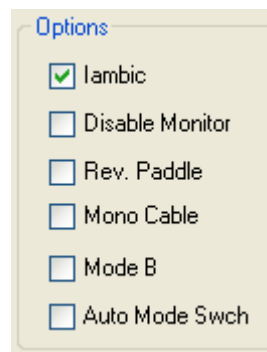 Options
Iambic
Disable Monitor
Rev. Paddle
Mono Cable
Mode B
Auto Mode Swch